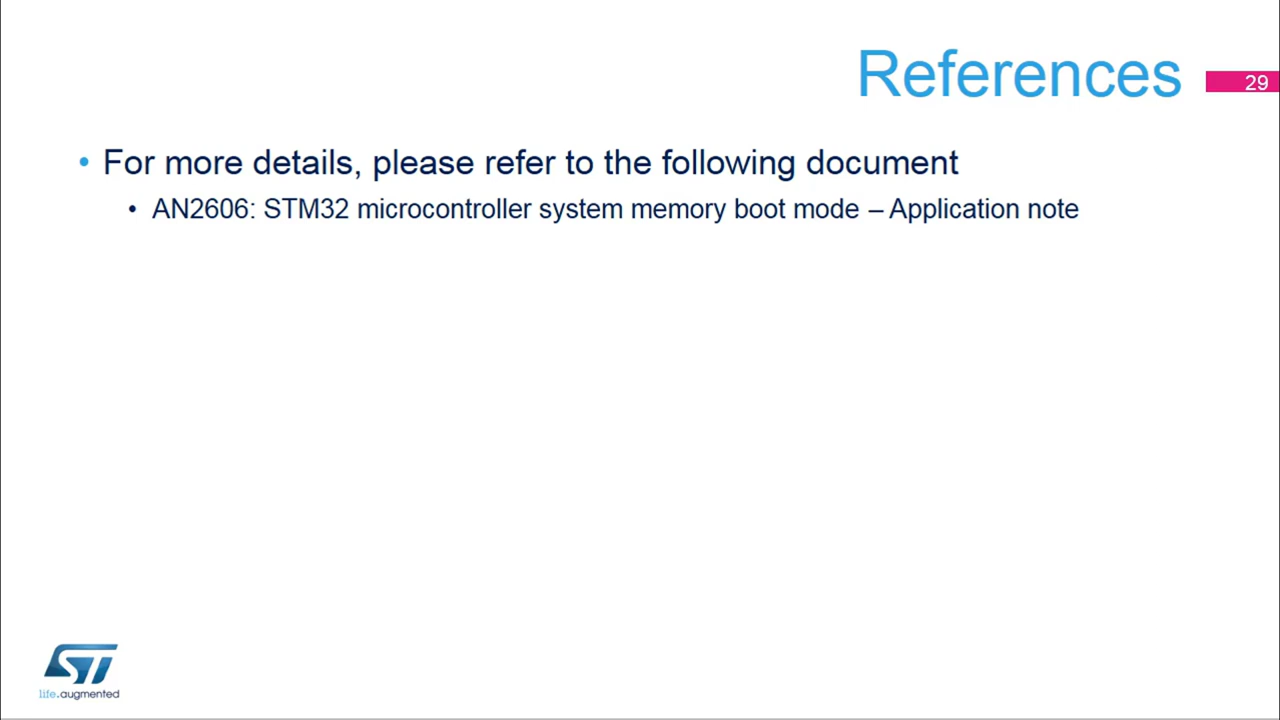 References
29
• For more details, please refer to the following document
• AN2606: STM32 microcontroller system memory boot mode – Application note
ST
life.augmented